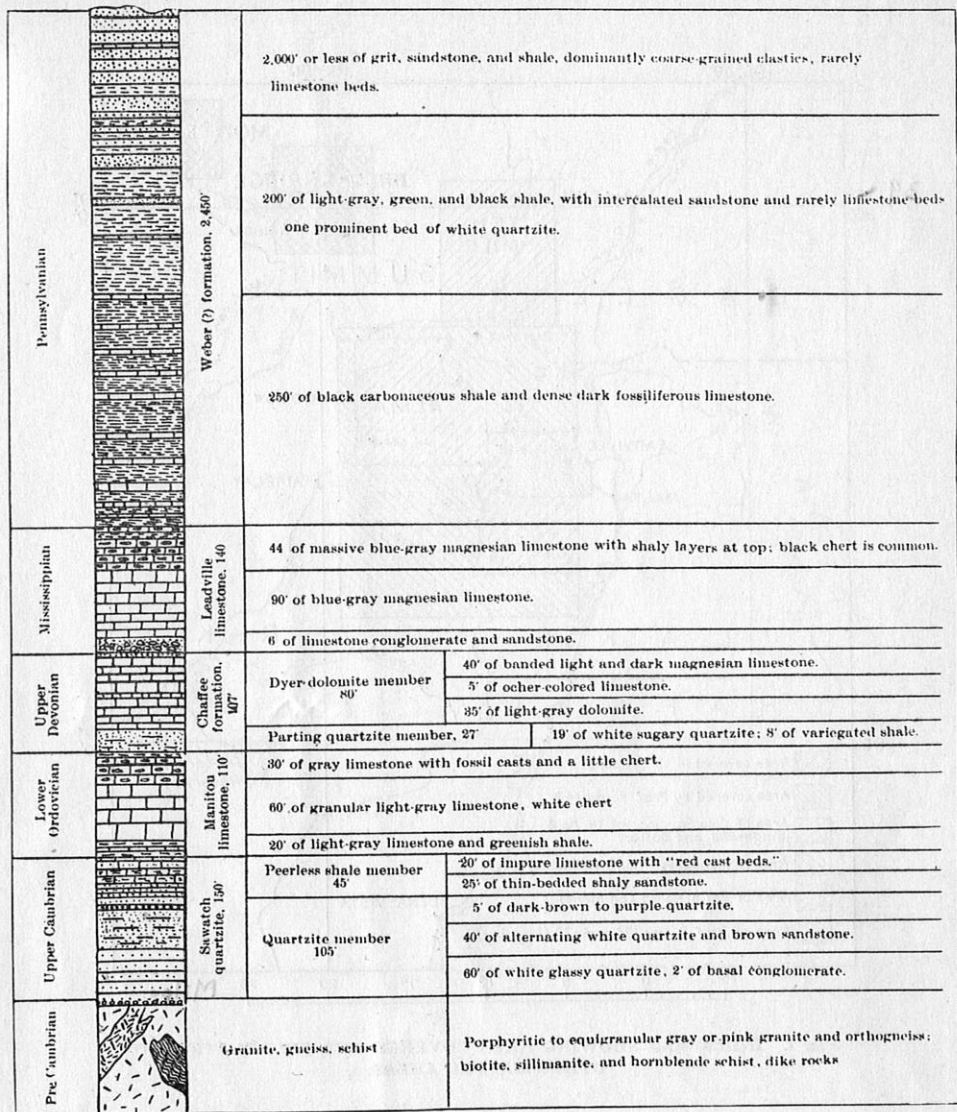 2,000' or less of grit, sandstone, and shale, dominantly coarse-grained clastics, rarely
limestone beds.
200' of light-gray, green, and black shale, with intercalated sandstone and rarely limestone beds
one prominent bed of white quartzite.
Pennsylvanian
Weber (?) formation, 2,450'
250' of black carbonaceous shale and dense dark fossiliferous limestone.
Mississippian
Leadville
limestone, 140
44 of massive blue-gray magnesian limestone with shaly layers at top; black chert is common.
90' of blue-gray magnesian limestone.
6 of limestone conglomerate and sandstone.
Upper
Devonian
Chaffee
formation,
107'
Dyer dolomite member
80'
40' of banded light and dark magnesian limestone.
5' of ocher-colored limestone.
35' of light-gray dolomite.
Parting quartzite member, 27'
19' of white sugary quartzite; 8' of variegated shale.
Lower
Ordovician
Manitou
limestone, 110'
30' of gray limestone with fossil casts and a little chert.
60' of granular light-gray limestone, white chert
20' of light-gray limestone and greenish shale.
Upper Cambrian
Sawatch
quartzite, 150'
Peerless shale member
45'
20' of impure limestone with "red cast beds."
25' of thin-bedded shaly sandstone.
Quartzite member
105'
5' of dark-brown to purple quartzite.
40' of alternating white quartzite and brown sandstone.
60' of white glassy quartzite, 2' of basal conglomerate.
Pre Cambrian
Granite, gneiss, schist
Porphyritic to equigranular gray or pink granite and orthogneiss;
biotite, sillimanite, and hornblende schist, dike rocks